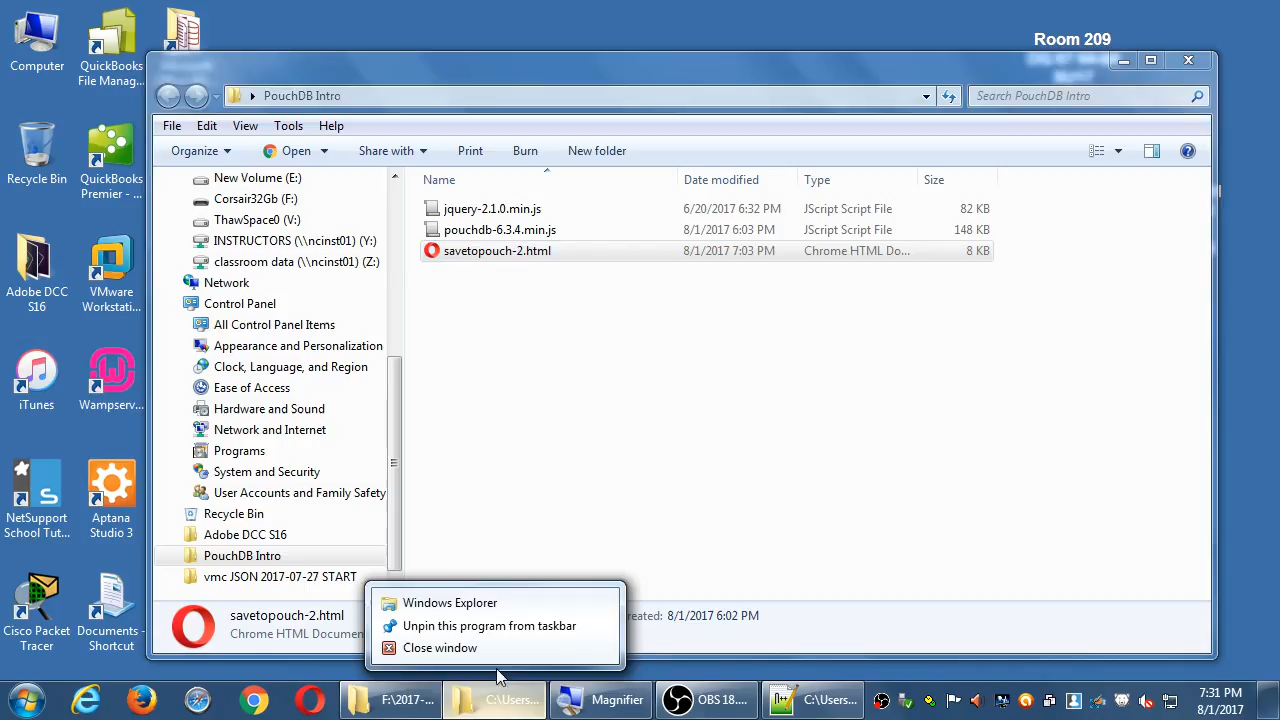 Room 209
Computer
QuickBooks
File Manag...
Recycle Bin
QuickBooks
Premier - ...
Adobe DCC
S16
VMware
Workstati...
iTunes
Wampserv...
NetSupport
School Tut...
Aptana
Studio 3
Cisco Packet
Tracer
Documents -
Shortcut
PouchDB Intro
Search PouchDB Intro
File Edit View Tools Help
Organize Open Share with Print Burn New folder
New Volume (E:)
Corsair32Gb (F:)
ThawSpace0 (V:)
INSTRUCTORS (\\ncinst01) (Y:)
classroom data (\\ncinst01) (Z:)
Network
Control Panel
All Control Panel Items
Appearance and Personalization
Clock, Language, and Region
Ease of Access
Hardware and Sound
Network and Internet
Programs
System and Security
User Accounts and Family Safety
Recycle Bin
Adobe DCC S16
PouchDB Intro
vmc JSON 2017-07-27 START
Name Date modified Type Size
jquery-2.1.0.min.js 6/20/2017 6:32 PM JScript Script File 82 KB
pouchdb-6.3.4.min.js 8/1/2017 6:03 PM JScript Script File 148 KB
savetopouch-2.html 8/1/2017 7:03 PM Chrome HTML Do... 8 KB
savetopouch-2.html
Chrome HTML Documen
reated: 8/1/2017 6:02 PM
Windows Explorer
Unpin this program from taskbar
Close window
F:\2017-...
C:\Users...
Magnifier
OBS 18....
C:\Users...
7:31 PM
8/1/2017